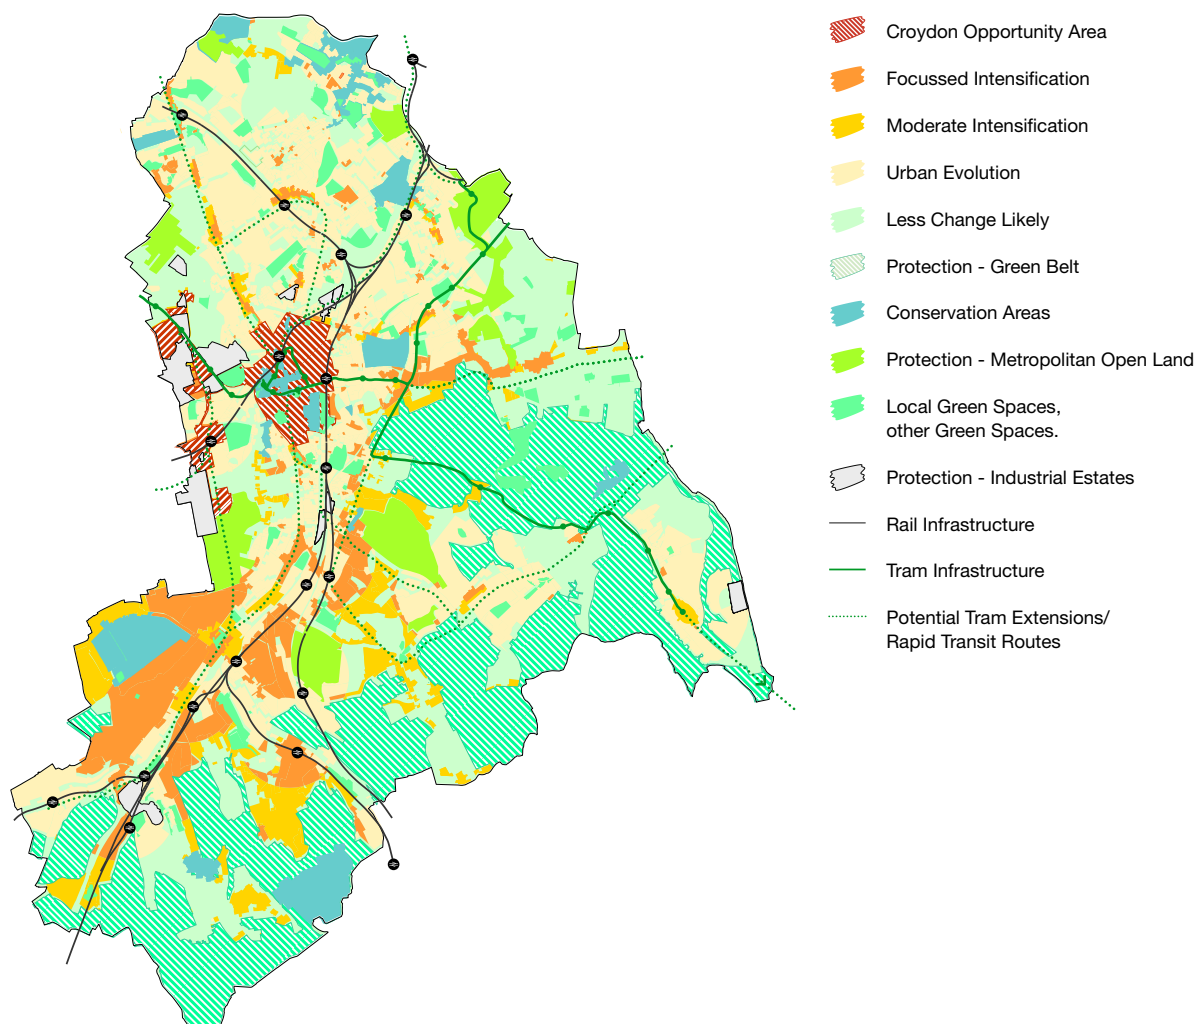 Croydon Opportunity Area
Focussed Intensification
Moderate Intensification
Urban Evolution
Less Change Likely
Protection - Green Belt
Conservation Areas
Protection - Metropolitan Open Land
Local Green Spaces,
other Green Spaces.
Protection - Industrial Estates
Rail Infrastructure
Tram Infrastructure
Potential Tram Extensions/
Rapid Transit Routes